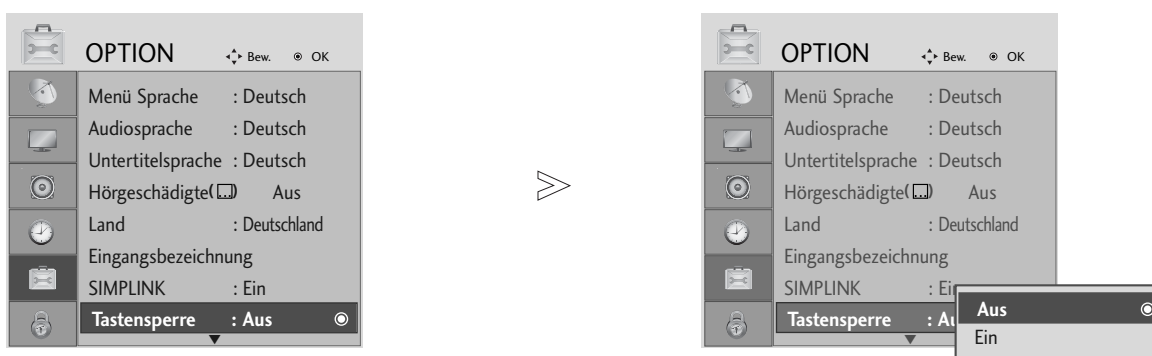 OPTION Bew. OK
Menü Sprache : Deutsch
Audiosprache : Deutsch
Untertitelsprache : Deutsch
Hörgeschädigte( ) Aus
Land : Deutschland
Eingangsbezeichnung
SIMPLINK : Ein
Tastensperre : Aus
OPTION Bew. OK
Menü Sprache : Deutsch
Audiosprache : Deutsch
Untertitelsprache : Deutsch
Hörgeschädigte( ) Aus
Land : Deutschland
Eingangsbezeichnung
SIMPLINK : Ei
Tastensperre : Au
Aus
Ein